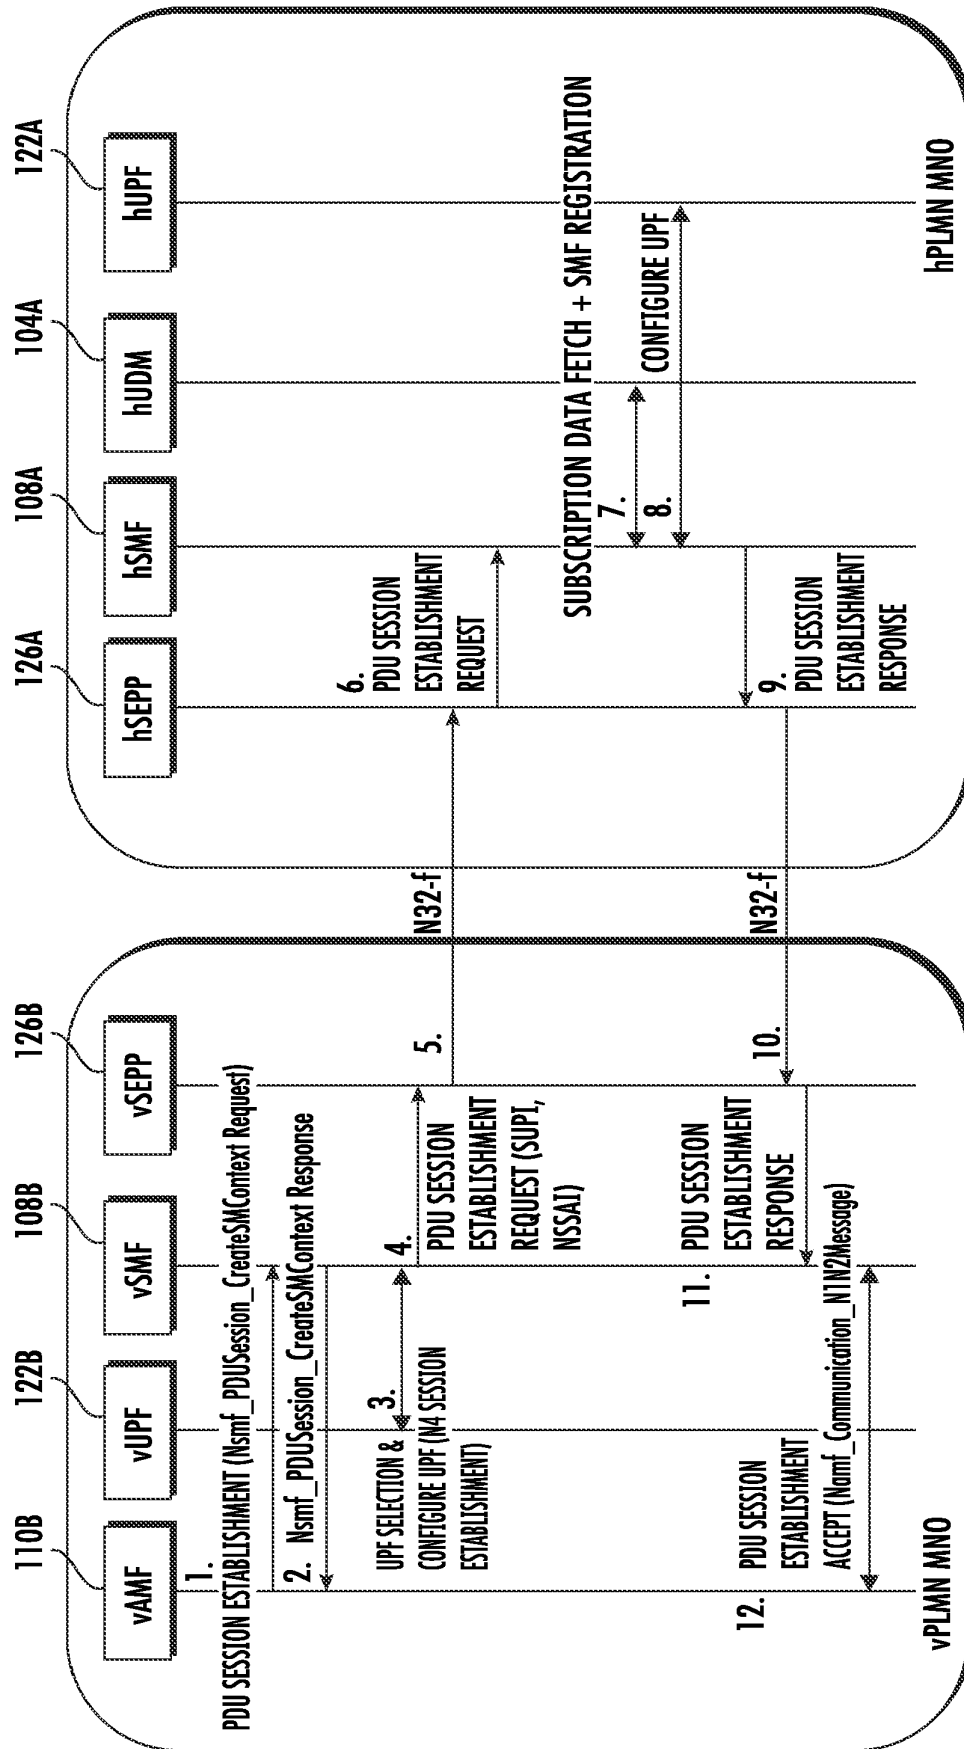 110B
122B
108B
126B
126A
108A
104A
122A
vAMF
vUPF
vSMF
vSEPP
hSEPP
hSMF
hUDM
hUPF
1.
PDU SESSION ESTABLISHMENT (Nsmf_PDUSession_CreateSMContext Request)
2. Nsmf_PDUSession_CreateSMContext Response
3.
UPF SELECTION &
CONFIGURE UPF (N4 SESSION
ESTABLISHMENT)
4.
PDU SESSION
ESTABLISHMENT
REQUEST (SUPI,
NSSAI)
5.
N32-f
6.
PDU SESSION
ESTABLISHMENT
REQUEST
SUBSCRIPTION DATA FETCH + SMF REGISTRATION
7.
8.
CONFIGURE UPF
9.
PDU SESSION
ESTABLISHMENT
RESPONSE
10.
N32-f
11.
PDU SESSION
ESTABLISHMENT
RESPONSE
12.
PDU SESSION
ESTABLISHMENT
ACCEPT (Namf_Communication_N1N2Message)
vPLMN MNO
hPLMN MNO